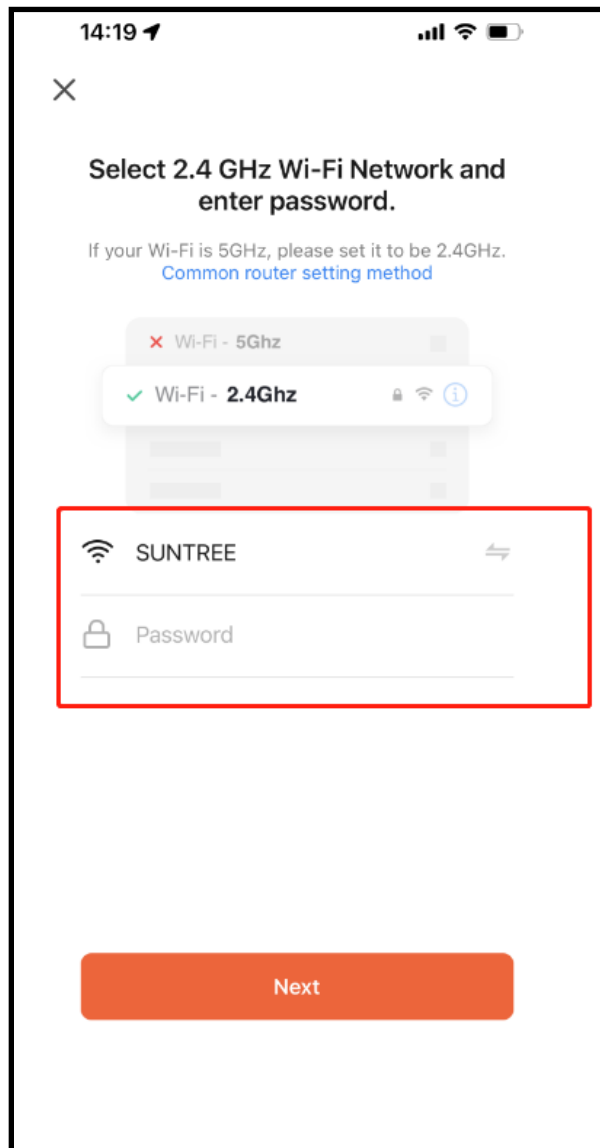 14:19
Select 2.4 GHz Wi-Fi Network and
enter password.
If your Wi-Fi is 5GHz, please set it to be 2.4GHz.
Common router setting method
Wi-Fi - 5Ghz
Wi-Fi - 2.4Ghz
SUNTREE
Password
Next